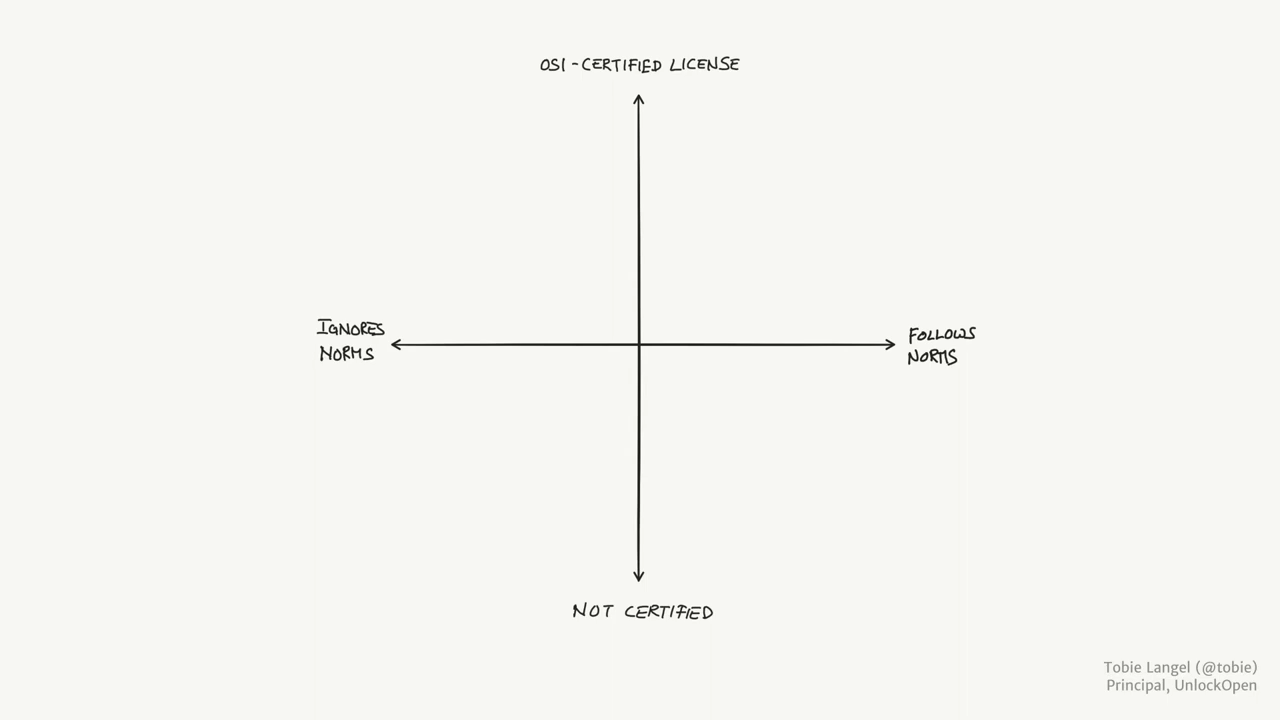 OSI-CERTIFIED LICENSE
IGNORES
NORMS
FOLLOWS
NORMS
NOT CERTIFIED
Tobie Langel (@tobie)
Principal, UnlockOpen